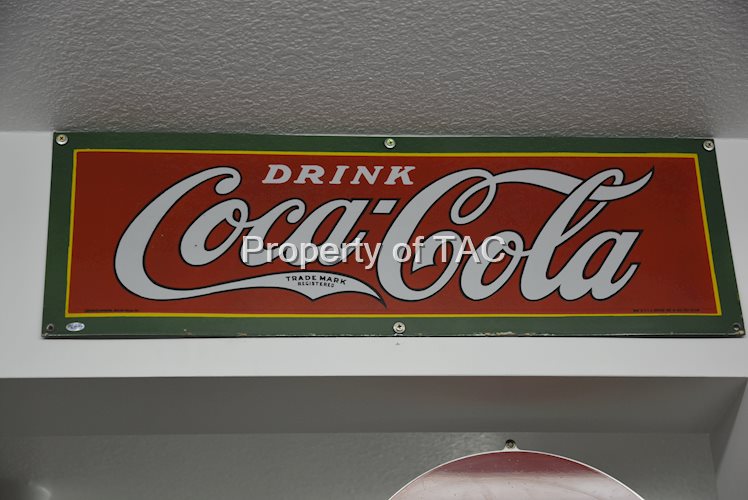 DRINK
Coca-Cola
Property of TAC
TRADE MARK
REGISTERED